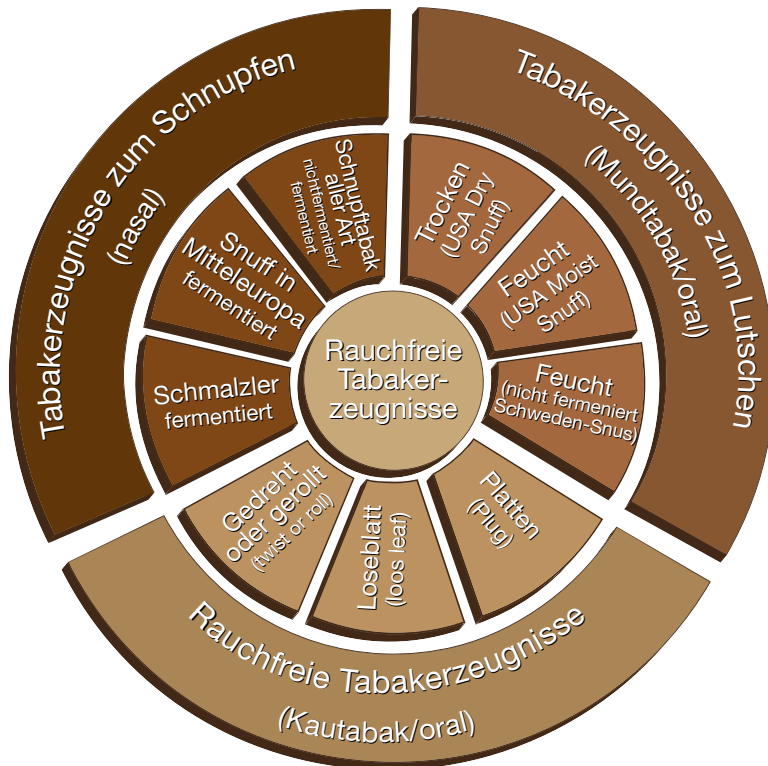 Tabakerzeugnisse zum Schnupfen
(nasal)
Tabakerzeugnisse zum Lutschen
(Mundtabak/oral)
Schnupftabak
aller Art
nichtfermentiert/
fermentiert
Snuff in
Mitteleuropa
fermentiert
Schmalzler
fermentiert
Trocken
(USA Dry
Snuff)
Feucht
(USA Moist
Snuff)
Feucht
(nicht fermeniert
Schweden-Snus)
Rauchfreie
Tabaker-
zeugnisse
Gedreht
oder gerollt
(twist or roll)
Loseblatt
(loos leaf)
Platten
(Plug)
Rauchfreie Tabakerzeugnisse
(Kautabak/oral)